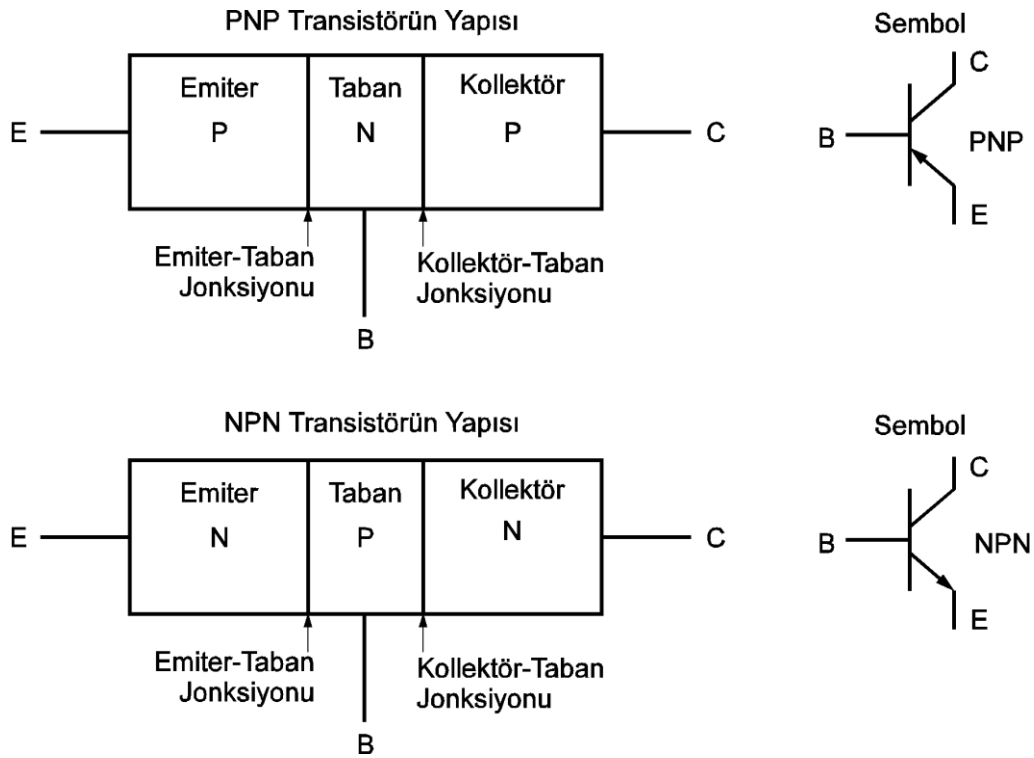 PNP Transistörün Yapısı
Sembol
Emiter
Taban
Kollektör
P
N
P
E
C
B
C
PNP
E
Emiter-Taban
Jonksiyonu
Kollektör-Taban
Jonksiyonu
B
NPN Transistörün Yapısı
Sembol
Emiter
Taban
Kollektör
N
P
N
E
C
B
C
NPN
E
Emiter-Taban
Jonksiyonu
Kollektör-Taban
Jonksiyonu
B